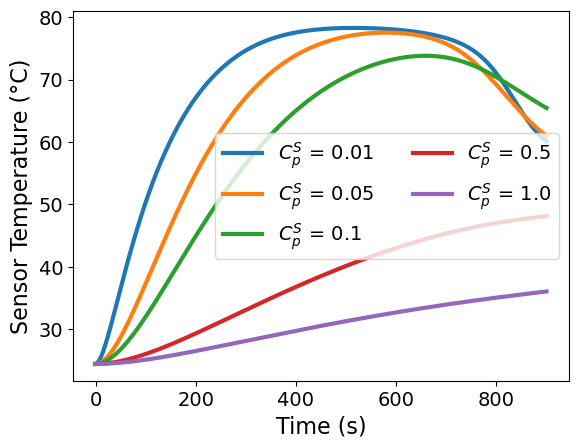 80
70
60
50
40
30
Sensor Temperature (°C)
C_p^S = 0.01
C_p^S = 0.05
C_p^S = 0.1
C_p^S = 0.5
C_p^S = 1.0
0
200
400
600
800
Time (s)